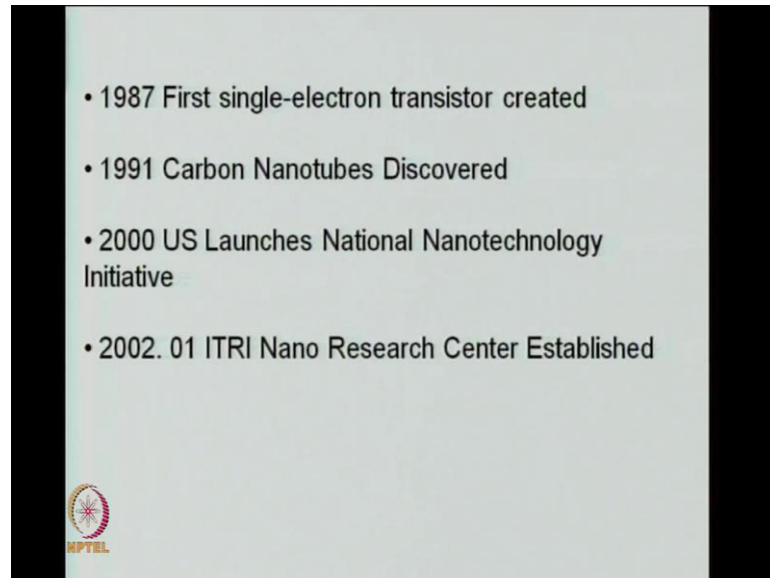 • 1987 First single-electron transistor created
• 1991 Carbon Nanotubes Discovered
• 2000 US Launches National Nanotechnology
Initiative
• 2002. 01 ITRI Nano Research Center Established
NPTEL